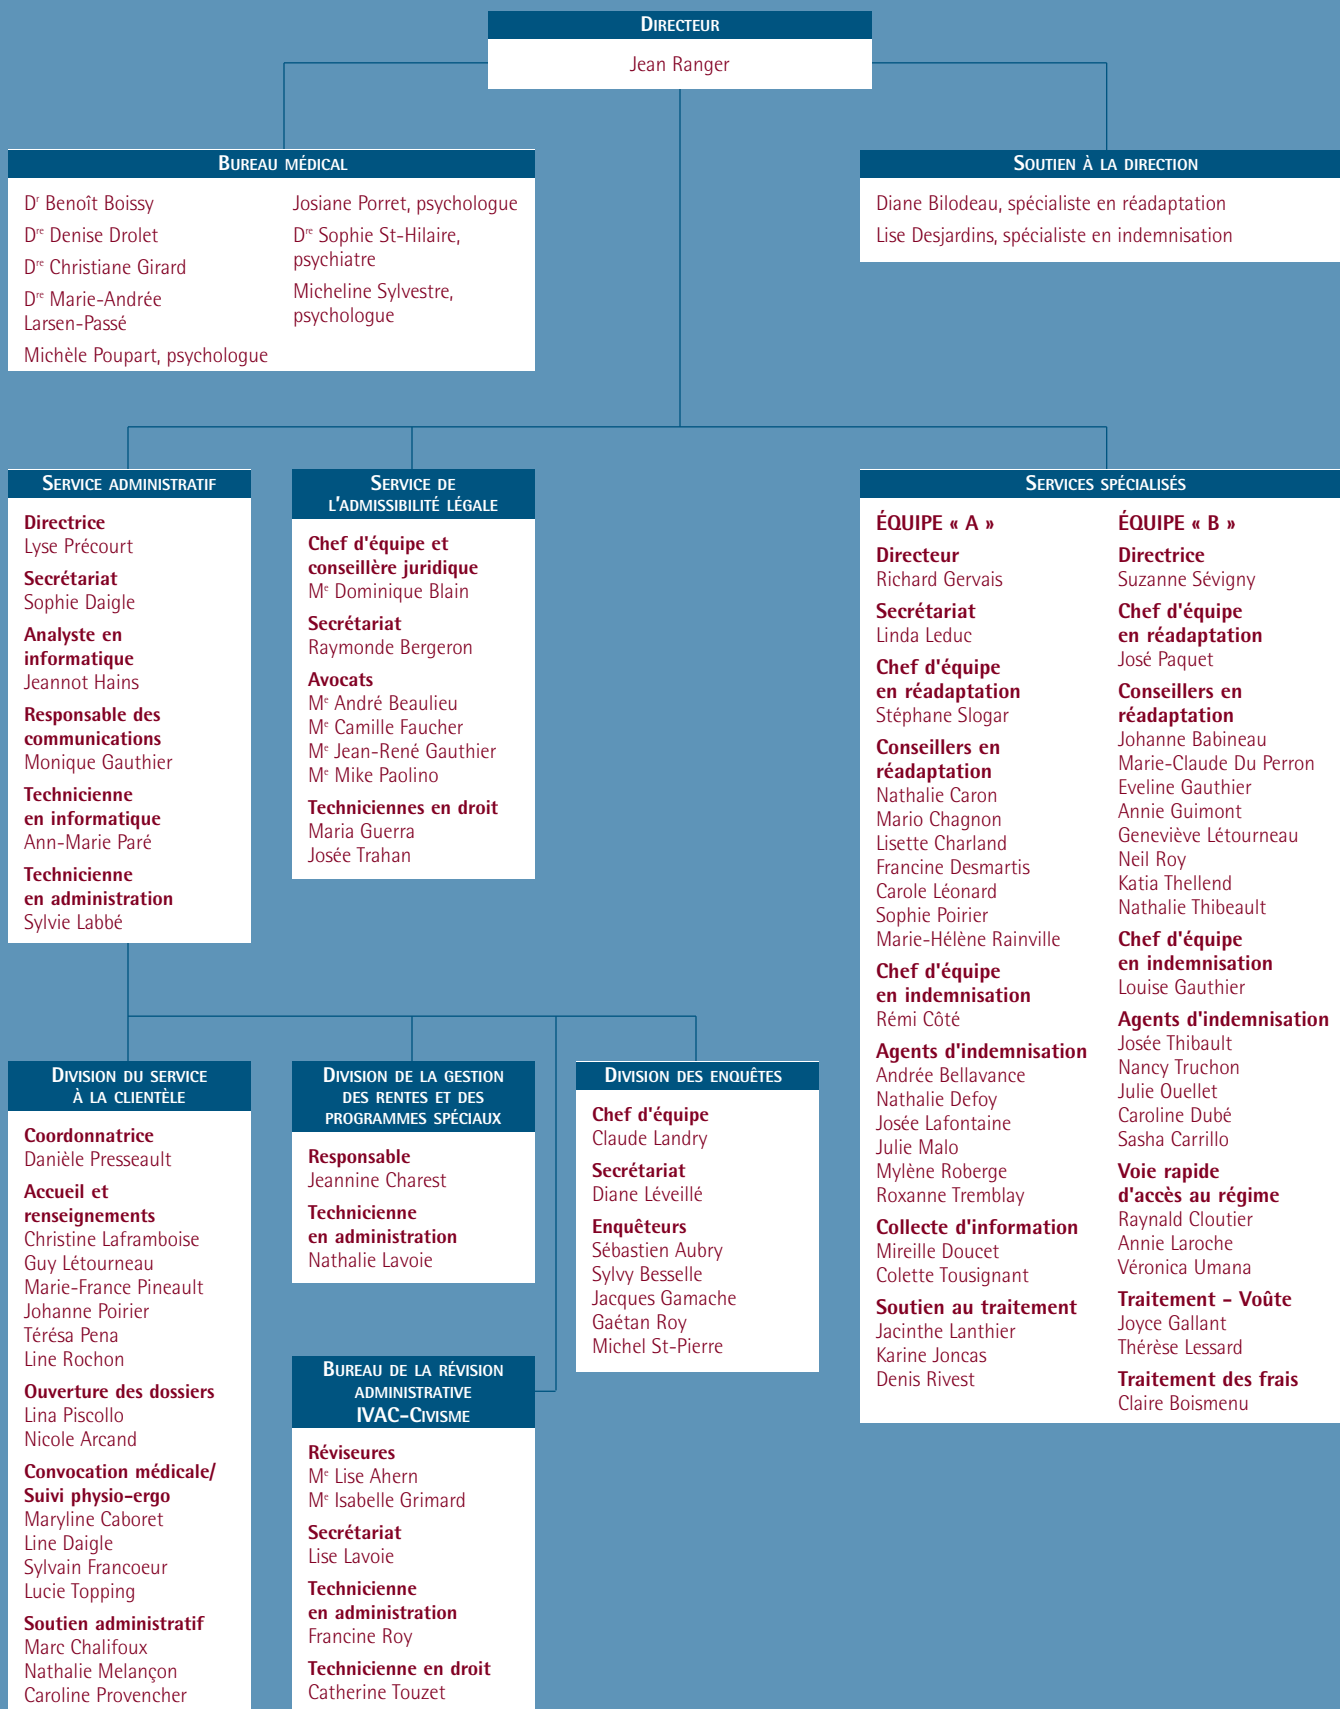 DIRECTEUR
Jean Ranger
BUREAU MÉDICAL
Dr Benoît Boissy
Dre Denise Drolet
Dre Christiane Girard
Dre Marie-Andrée
Larsen-Passé
Michèle Poupart, psychologue
Josiane Porret, psychologue
Dre Sophie St-Hilaire,
psychiatre
Micheline Sylvestre,
psychologue
SOUTIEN À LA DIRECTION
Diane Bilodeau, spécialiste en réadaptation
Lise Desjardins, spécialiste en indemnisation
SERVICE ADMINISTRATIF
Directrice
Lyse Précourt
Secrétariat
Sophie Daigle
Analyste en
informatique
Jeannot Hains
Responsable des
communications
Monique Gauthier
Technicienne
en informatique
Ann-Marie Paré
Technicienne
en administration
Sylvie Labbé
SERVICE DE
L'ADMISSIBILITÉ LÉGALE
Chef d'équipe et
conseillère juridique
Me Dominique Blain
Secrétariat
Raymonde Bergeron
Avocats
Me André Beaulieu
Me Camille Faucher
Me Jean-René Gauthier
Me Mike Paolino
Techniciennes en droit
Maria Guerra
Josée Trahan
SERVICES SPÉCIALISÉS
ÉQUIPE « A »
Directeur
Richard Gervais
Secrétariat
Linda Leduc
Chef d'équipe
en réadaptation
Stéphane Slogar
Conseillers en
réadaptation
Nathalie Caron
Mario Chagnon
Lisette Charland
Francine Desmartis
Carole Léonard
Sophie Poirier
Marie-Hélène Rainville
Chef d'équipe
en indemnisation
Rémi Côté
Agents d'indemnisation
Andrée Bellavance
Nathalie Defoy
Josée Lafontaine
Julie Malo
Mylène Roberge
Roxanne Tremblay
Collecte d'information
Mireille Doucet
Colette Tousignant
Soutien au traitement
Jacinthe Lanthier
Karine Joncas
Denis Rivest
ÉQUIPE « B »
Directrice
Suzanne Sévigny
Chef d'équipe
en réadaptation
José Paquet
Conseillers en
réadaptation
Johanne Babineau
Marie-Claude Du Perron
Eveline Gauthier
Annie Guimont
Geneviève Létourneau
Neil Roy
Katia Thellend
Nathalie Thibeault
Chef d'équipe
en indemnisation
Louise Gauthier
Agents d'indemnisation
Josée Thibault
Nancy Truchon
Julie Ouellet
Caroline Dubé
Sasha Carrillo
Voie rapide
d'accès au régime
Raynald Cloutier
Annie Laroche
Véronica Umana
Traitement - Voûte
Joyce Gallant
Thérèse Lessard
Traitement des frais
Claire Boismenu
DIVISION DU SERVICE
À LA CLIENTÈLE
Coordonnatrice
Danièle Presseault
Accueil et
renseignements
Christine Laframboise
Guy Létourneau
Marie-France Pineault
Johanne Poirier
Térésa Pena
Line Rochon
Ouverture des dossiers
Lina Piscollo
Nicole Arcand
Convocation médicale/
Suivi physio-ergo
Maryline Caboret
Line Daigle
Sylvain Francoeur
Lucie Topping
Soutien administratif
Marc Chalifoux
Nathalie Melançon
Caroline Provencher
DIVISION DE LA GESTION
DES RENTES ET DES
PROGRAMMES SPÉCIAUX
Responsable
Jeannine Charest
Technicienne
en administration
Nathalie Lavoie
BUREAU DE LA RÉVISION
ADMINISTRATIVE
IVAC-CIVISME
Réviseures
Me Lise Ahern
Me Isabelle Grimard
Secrétariat
Lise Lavoie
Technicienne
en administration
Francine Roy
Technicienne en droit
Catherine Touzet
DIVISION DES ENQUÊTES
Chef d'équipe
Claude Landry
Secrétariat
Diane Léveillé
Enquêteurs
Sébastien Aubry
Sylvy Besselle
Jacques Gamache
Gaétan Roy
Michel St-Pierre